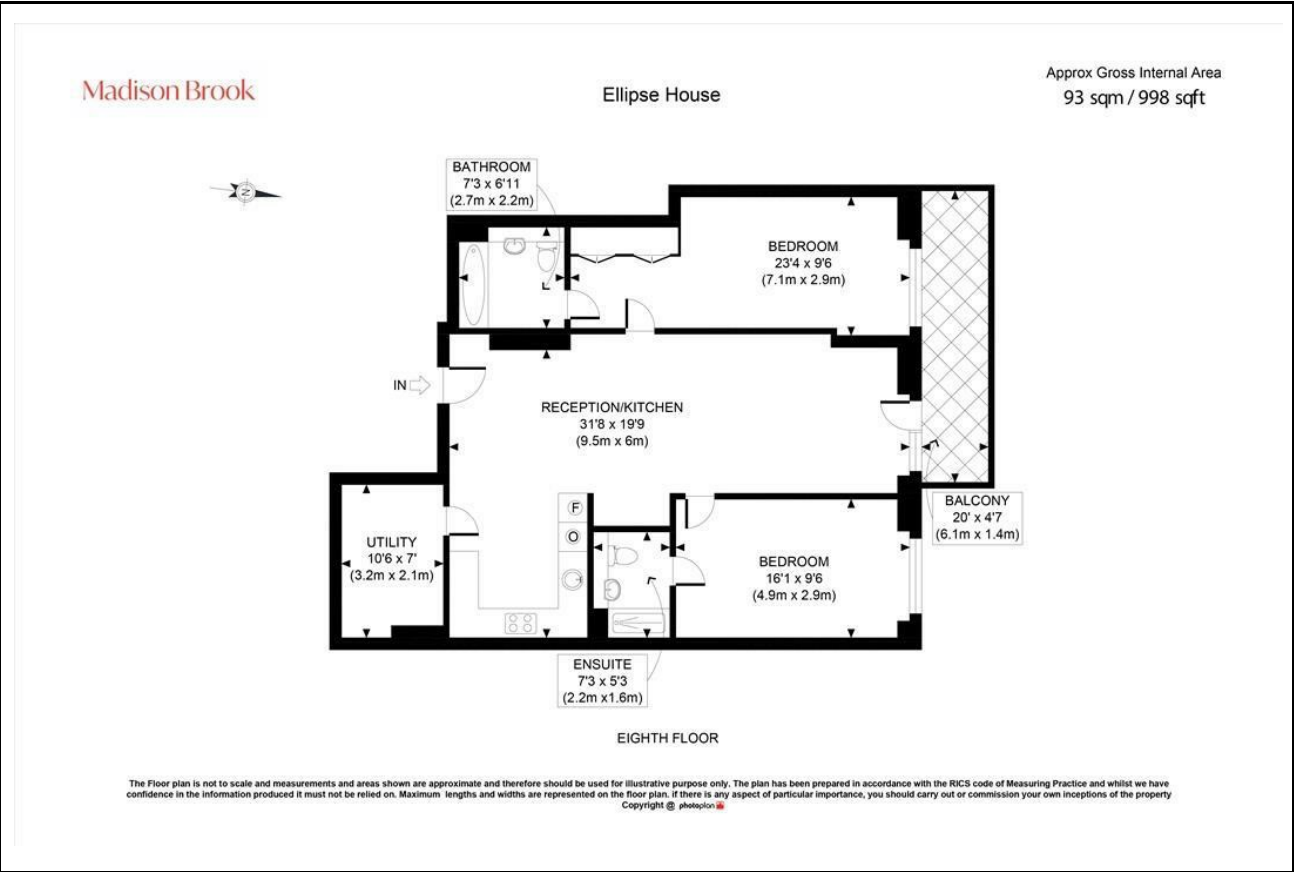 Madison Brook
Ellipse House
Approx Gross Internal Area
93 sqm / 998 sqft
N
BATHROOM
7'3 x 6'11
(2.7m x 2.2m)
BEDROOM
23'4 x 9'6
(7.1m x 2.9m)
IN
RECEPTION/KITCHEN
31'8 x 19'9
(9.5m x 6m)
F
O
UTILITY
10'6 x 7'
(3.2m x 2.1m)
BEDROOM
16'1 x 9'6
(4.9m x 2.9m)
BALCONY
20' x 4'7
(6.1m x 1.4m)
ENSUITE
7'3 x 5'3
(2.2m x1.6m)
EIGHTH FLOOR
The Floor plan is not to scale and measurements and areas shown are approximate and therefore should be used for illustrative purpose only. The plan has been prepared in accordance with the RICS code of Measuring Practice and whilst we have
confidence in the information produced it must not be relied on. Maximum lengths and widths are represented on the floor plan. if there is any aspect of particular importance, you should carry out or commission your own inceptions of the property
Copyright @ photoplan